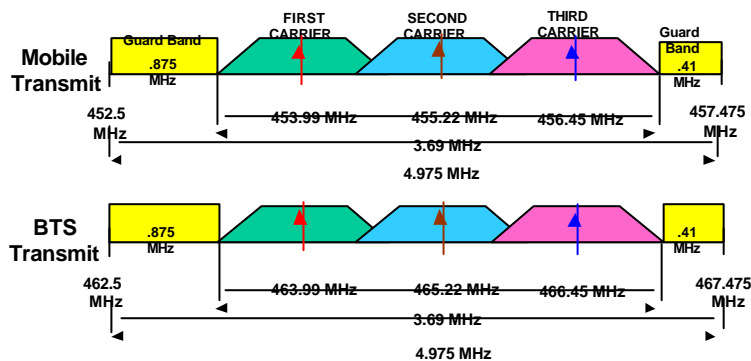 FIRST CARRIER
SECOND CARRIER
THIRD CARRIER
Guard Band
Guard Band
Mobile Transmit
.875 MHz
.41 MHz
452.5 MHz
453.99 MHz
455.22 MHz
456.45 MHz
457.475 MHz
3.69 MHz
4.975 MHz
BTS Transmit
.875 MHz
.41 MHz
462.5 MHz
463.99 MHz
465.22 MHz
466.45 MHz
467.475 MHz
3.69 MHz
4.975 MHz